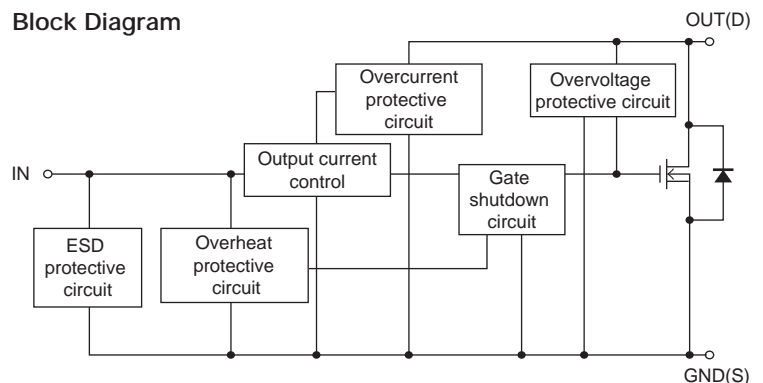 Block Diagram
OUT(D)
Overcurrent
protective
circuit
Overvoltage
protective circuit
IN
Output current
control
Gate
shutdown
circuit
ESD
protective
circuit
Overheat
protective
circuit
GND(S)